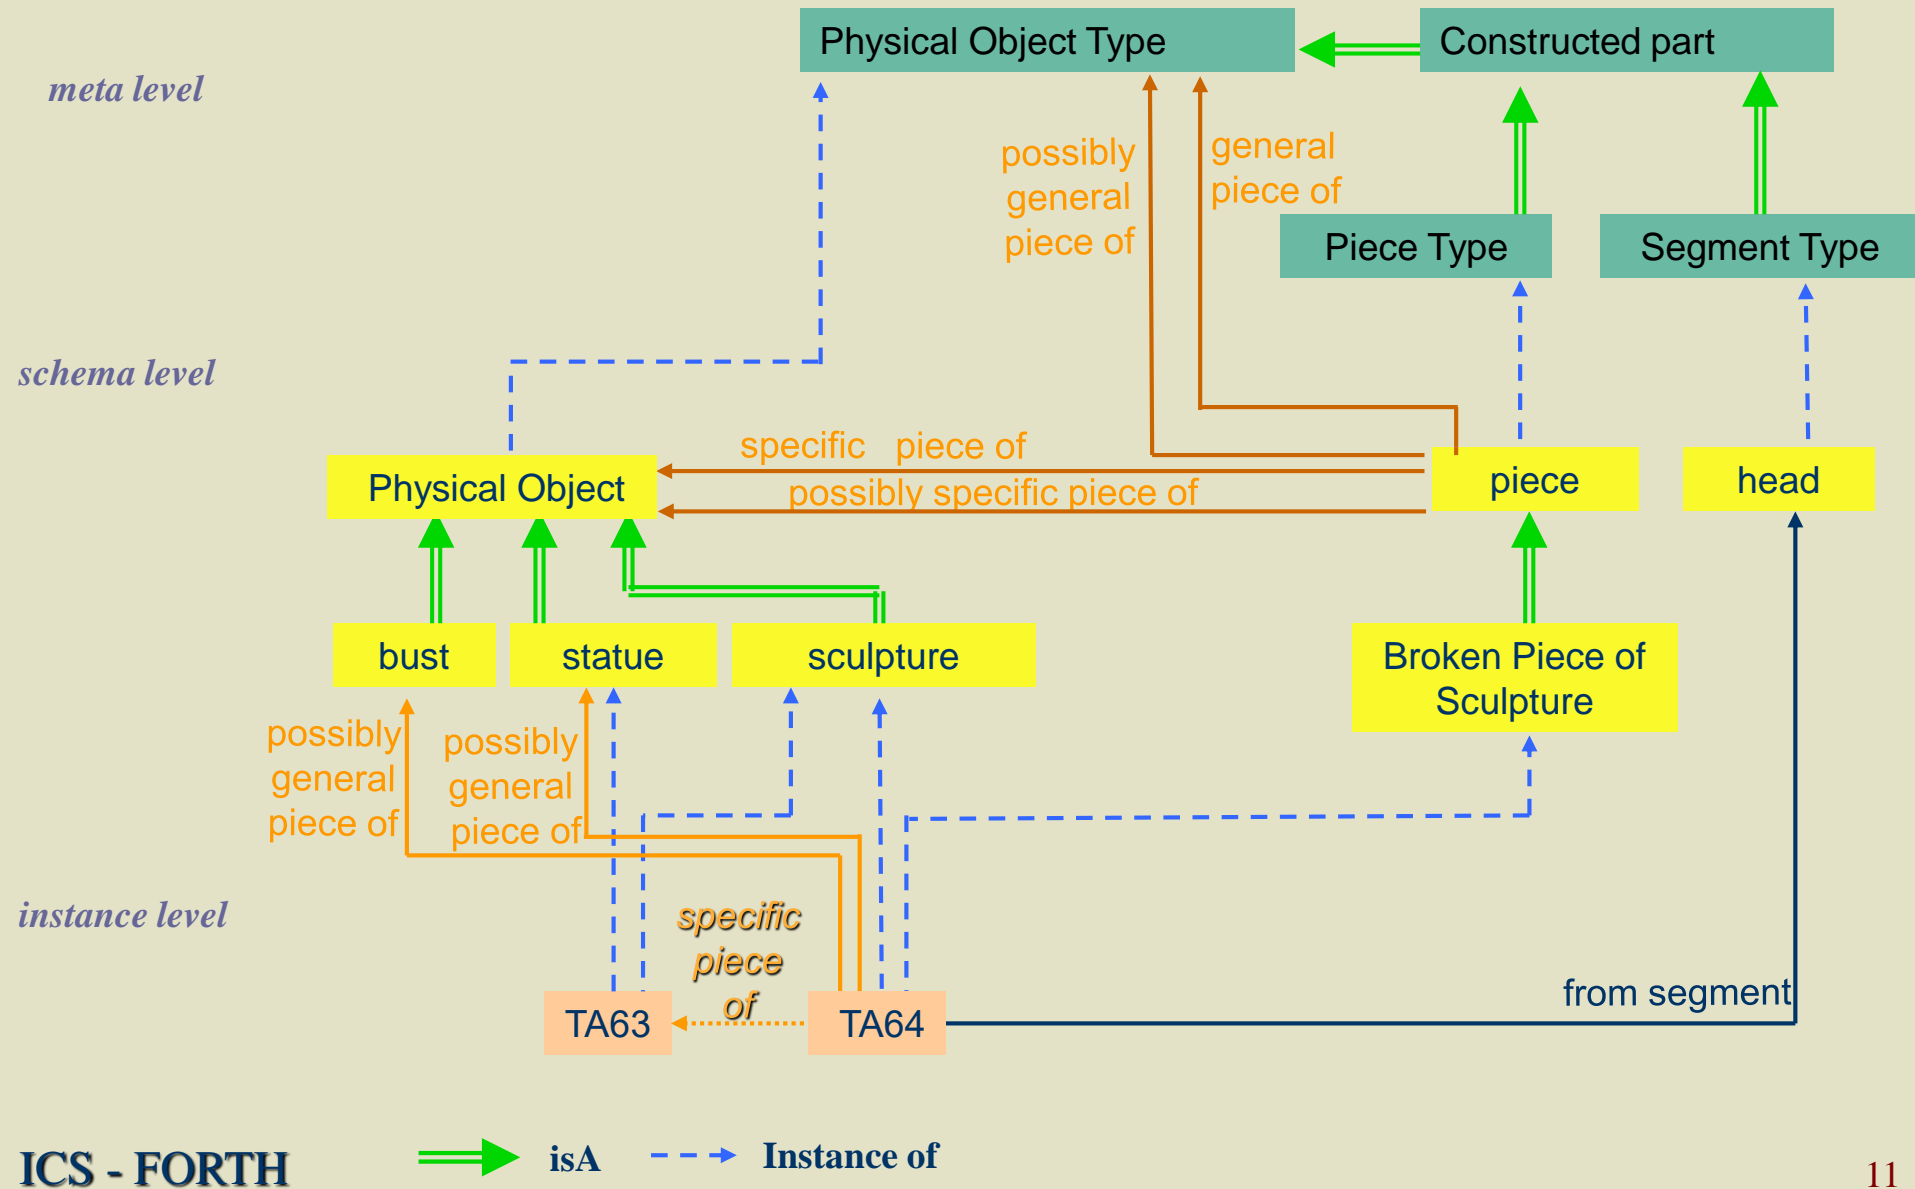 Physical Object Type
Constructed part
meta level
possibly
general
piece of
general
piece of
Piece Type
Segment Type
schema level
specific piece of
Physical Object
possibly specific piece of
piece
head
bust
statue
sculpture
Broken Piece of
Sculpture
possibly
general
piece of
possibly
general
piece of
instance level
specific
piece
of
from segment
TA63
TA64
ICS - FORTH
isA
Instance of
11